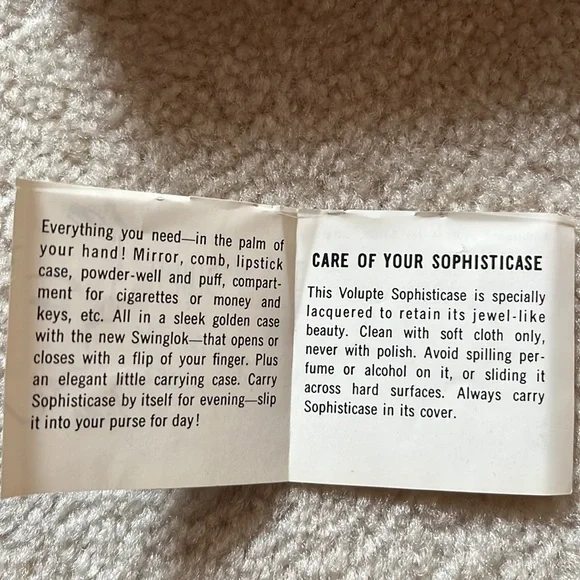 Everything you need—in the palm of
your hand! Mirror, comb, lipstick
case, powder-well and puff, compart-
ment for cigarettes or money and
keys, etc. All in a sleek golden case
with the new Swinglok—that opens or
closes with a flip of your finger. Plus
an elegant little carrying case. Carry
Sophisticase by itself for evening—slip
it into your purse for day!
CARE OF YOUR SOPHISTICASE
This Volupte Sophisticase is specially
lacquered to retain its jewel-like
beauty. Clean with soft cloth only,
never with polish. Avoid spilling per-
fume or alcohol on it, or sliding it
across hard surfaces. Always carry
Sophisticase in its cover.